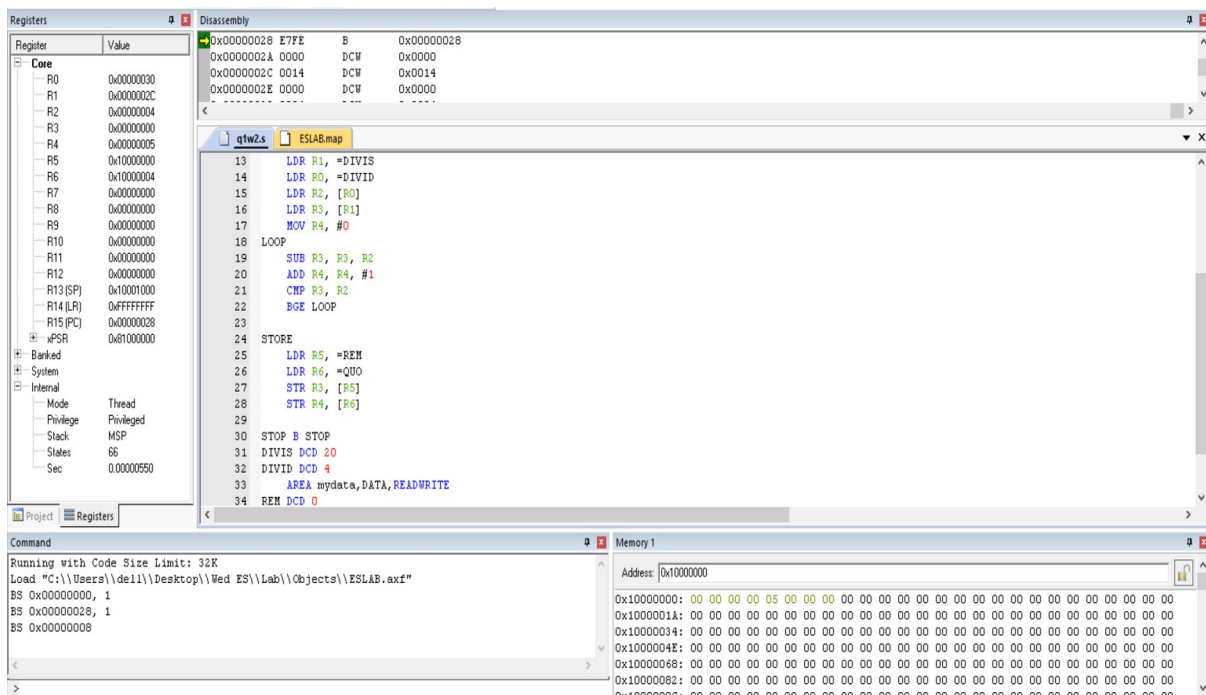 Registers
Register Value
Core
R0 0x00000030
R1 0x0000002C
R2 0x00000004
R3 0x00000000
R4 0x00000005
R5 0x10000000
R6 0x10000004
R7 0x00000000
R8 0x00000000
R9 0x00000000
R10 0x00000000
R11 0x00000000
R12 0x00000000
R13 (SP) 0x10001000
R14 (LR) 0xFFFFFFFF
R15 (PC) 0x00000028
xPSR 0x81000000
Banked
System
Internal
Mode Thread
Privilege Privileged
Stack MSP
States 66
Sec 0.00000550
Project Registers
Disassembly
0x00000028 E7FE B 0x00000028
0x0000002A 0000 DCW 0x0000
0x0000002C 0014 DCW 0x0014
0x0000002E 0000 DCW 0x0000
q1w2.s ESLAB.map
13 LDR R1, =DIVIS
14 LDR R0, =DIVID
15 LDR R2, [R0]
16 LDR R3, [R1]
17 MOV R4, #0
18 LOOP
19 SUB R3, R3, R2
20 ADD R4, R4, #1
21 CMP R3, R2
22 BGE LOOP
23
24 STORE
25 LDR R5, =REM
26 LDR R6, =QUO
27 STR R3, [R5]
28 STR R4, [R6]
29
30 STOP B STOP
31 DIVIS DCD 20
32 DIVID DCD 4
33 AREA mydata,DATA,READWRITE
34 REM DCD 0
Command
Running with Code Size Limit: 32K
Load "C:\\Users\\dell\\Desktop\\Wed ES\\Lab\\Objects\\ESLAB.axf"
BS 0x00000000, 1
BS 0x00000028, 1
BS 0x00000008
>
Memory 1
Address: 0x10000000
0x10000000: 00 00 00 00 05 00 00 00 00 00 00 00 00 00 00 00 00 00 00 00 00 00 00 00 00 00
0x1000001A: 00 00 00 00 00 00 00 00 00 00 00 00 00 00 00 00 00 00 00 00 00 00 00 00 00 00
0x10000034: 00 00 00 00 00 00 00 00 00 00 00 00 00 00 00 00 00 00 00 00 00 00 00 00 00 00
0x1000004E: 00 00 00 00 00 00 00 00 00 00 00 00 00 00 00 00 00 00 00 00 00 00 00 00 00 00
0x10000068: 00 00 00 00 00 00 00 00 00 00 00 00 00 00 00 00 00 00 00 00 00 00 00 00 00 00
0x10000082: 00 00 00 00 00 00 00 00 00 00 00 00 00 00 00 00 00 00 00 00 00 00 00 00 00 00